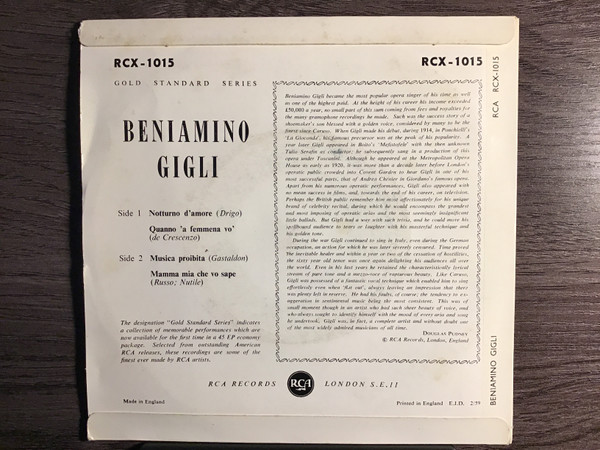 RCX-1015
RCX-1015
GOLD STANDARD SERIES
BENIAMINO
GIGLI
Side 1 Notturno d'amore (Drigo)
Quanno 'a femmena vo'
(de Crescenzo)
Side 2 Musica proibita (Gastaldon)
Mamma mia che vo sape
(Russo; Nutile)
The designation "Gold Standard Series" indicates
a collection of memorable performances which are
now available for the first time in a 45 EP economy
package. Selected from outstanding American
RCA releases, these recordings are some of the
finest ever made by RCA artists.
Beniamino Gigli became the most popular opera singer of his time as well
as one of the highest paid. At the height of his career his income exceeded
£50,000 a year, no small part of this sum coming from fees and royalties for
the many gramophone recordings he made. Such was the success story of a
shoemaker's son blessed with a golden voice, considered by many to be the
finest since Caruso. When Gigli made his début, during 1914, in Ponchielli's
'La Gioconda', his famous precursor was at the peak of his popularity. A
year later Gigli appeared in Boito's 'Mefistofele' with the then unknown
Tulio Serafin as conductor; he subsequently sang in a production of this
opera under Toscanini. Although he appeared at the Metropolitan Opera
House as early as 1920, it was more than a decade later before London's
operatic public crowded into Covent Garden to hear Gigli in one of his
most successful parts, that of Andrea Chénier in Giordano's famous opera.
Apart from his numerous operatic performances, Gigli also appeared with
no mean success in films, and, towards the end of his career, on television.
Perhaps the British public remember him most affectionately for his unique
brand of celebrity recital, during which he would encompass the grandest
and most imposing of operatic arias and the most seemingly insignificant
little ballads. But Gigli had a way with such trivia, and he could move his
spellbound audience to tears or laughter with his masterful technique and
his golden tone.
During the war Gigli continued to sing in Italy, even during the German
occupation, an action for which he was later severely censured. Time proved
the inevitable healer and within a year or two of the cessation of hostilities,
the sixty year old tenor was once again delighting his audiences all over
the world. Even in his last years he retained the characteristically lyrical
stream of pure tone and a mezza-voce of rapturous beauty. Like Caruso,
Gigli was possessed of a fantastic vocal technique which enabled him to sing
effortlessly even when 'flat out', always leaving an impression that there
was plenty left in reserve. He had his faults, of course; the tendency to ex-
aggeration in sentimental music being the most consistent. This was of
small moment though in an artist who had such sheer beauty of voice, and
who always sought to identify himself with the mood of every aria and song
he undertook. Gigli was, in fact, a complete artist and without doubt one
of the most widely admired musicians of all time.
DOUGLAS PUDNEY
© RCA Records, London, England
RCA RECORDS
RCA
LONDON S.E.11
Made in England
Printed in England E.J.D. 2/59
RCA RCX-1015
BENIAMINO GIGLI